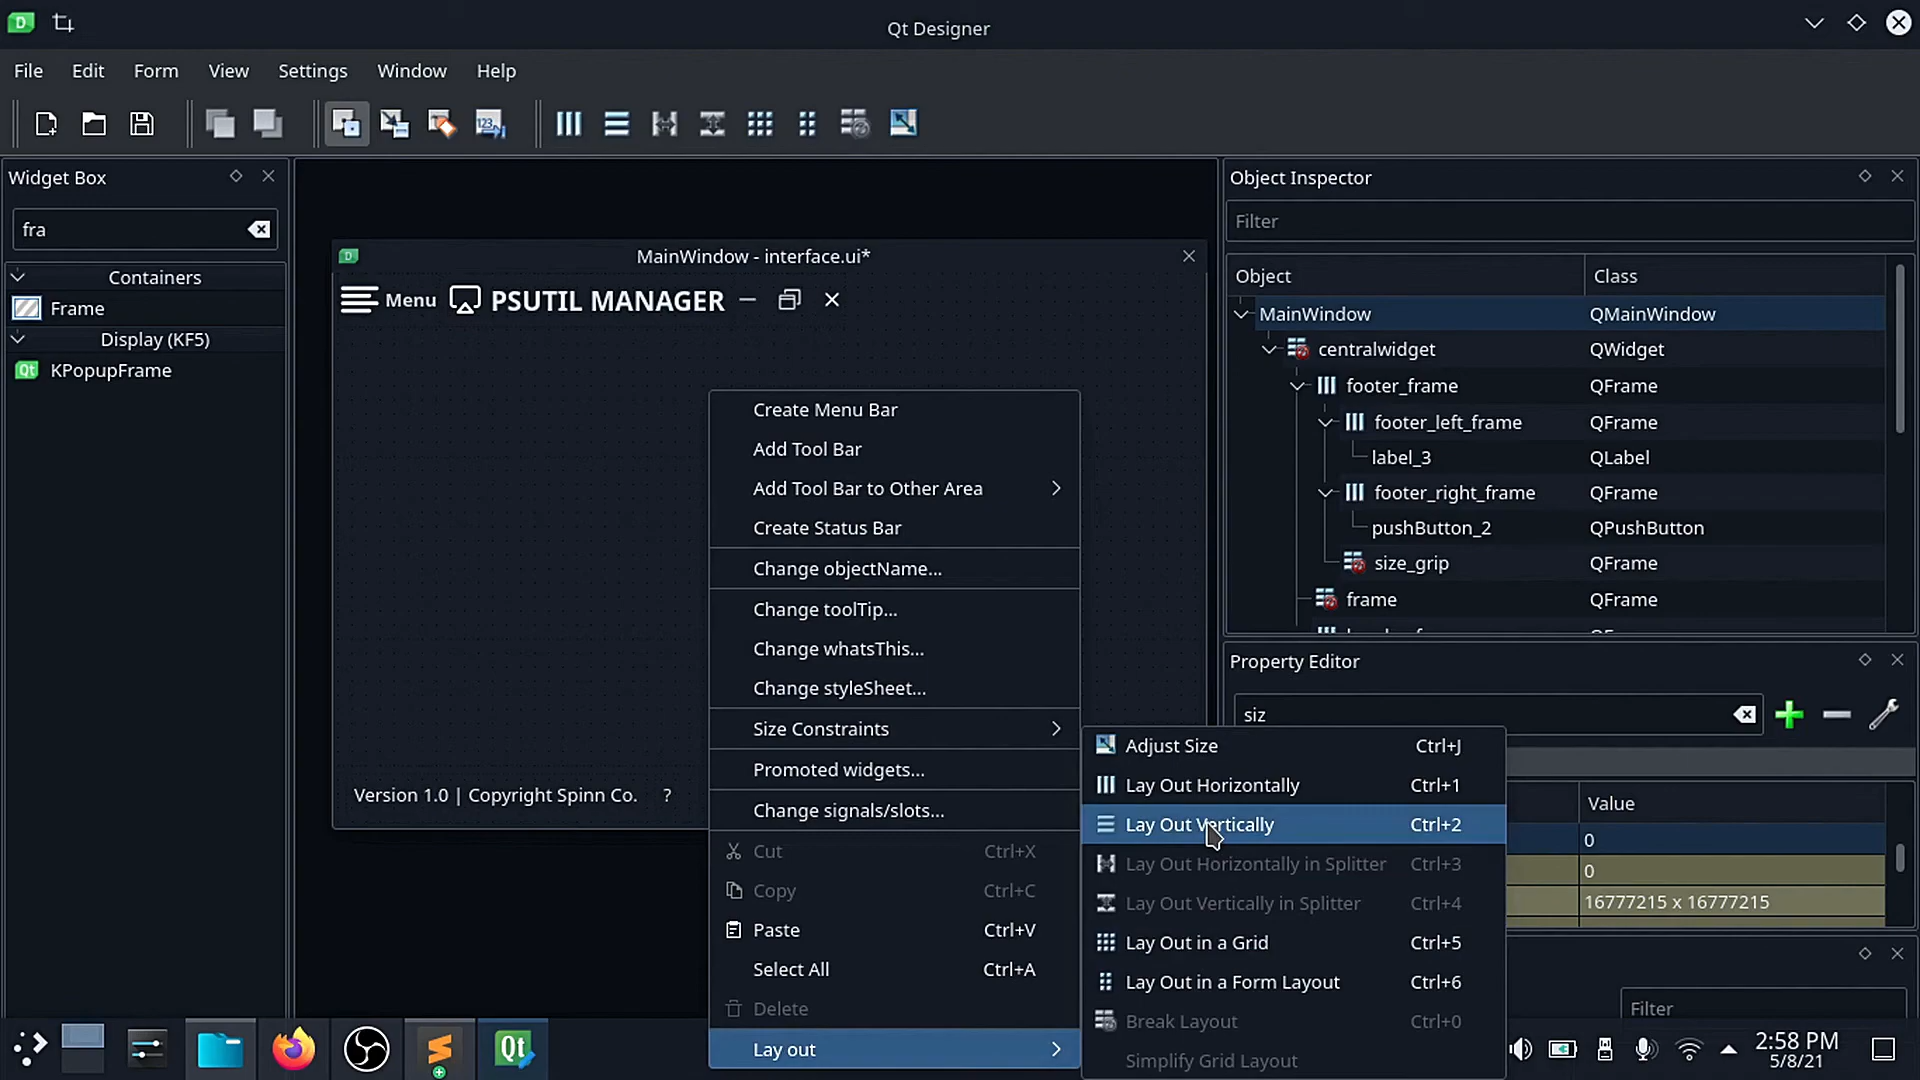 Qt Designer
File Edit Form View Settings Window Help
Widget Box
fra
Containers
Frame
Display (KF5)
KPopupFrame
MainWindow - interface.ui*
Menu PSUTIL MANAGER
Version 1.0 | Copyright Spinn Co. ?
Create Menu Bar
Add Tool Bar
Add Tool Bar to Other Area
Create Status Bar
Change objectName...
Change toolTip...
Change whatsThis...
Change styleSheet...
Size Constraints
Promoted widgets...
Change signals/slots...
Cut Ctrl+X
Copy Ctrl+C
Paste Ctrl+V
Select All Ctrl+A
Delete
Lay out
Adjust Size Ctrl+J
Lay Out Horizontally Ctrl+1
Lay Out Vertically Ctrl+2
Lay Out Horizontally in Splitter Ctrl+3
Lay Out Vertically in Splitter Ctrl+4
Lay Out in a Grid Ctrl+5
Lay Out in a Form Layout Ctrl+6
Break Layout Ctrl+0
Simplify Grid Layout
Object Inspector
Filter
Object Class
MainWindow QMainWindow
centralwidget QWidget
footer_frame QFrame
footer_left_frame QFrame
label_3 QLabel
footer_right_frame QFrame
pushButton_2 QPushButton
size_grip QFrame
frame QFrame
Property Editor
siz
Value
0
0
16777215 x 16777215
Filter
2:58 PM
5/8/21